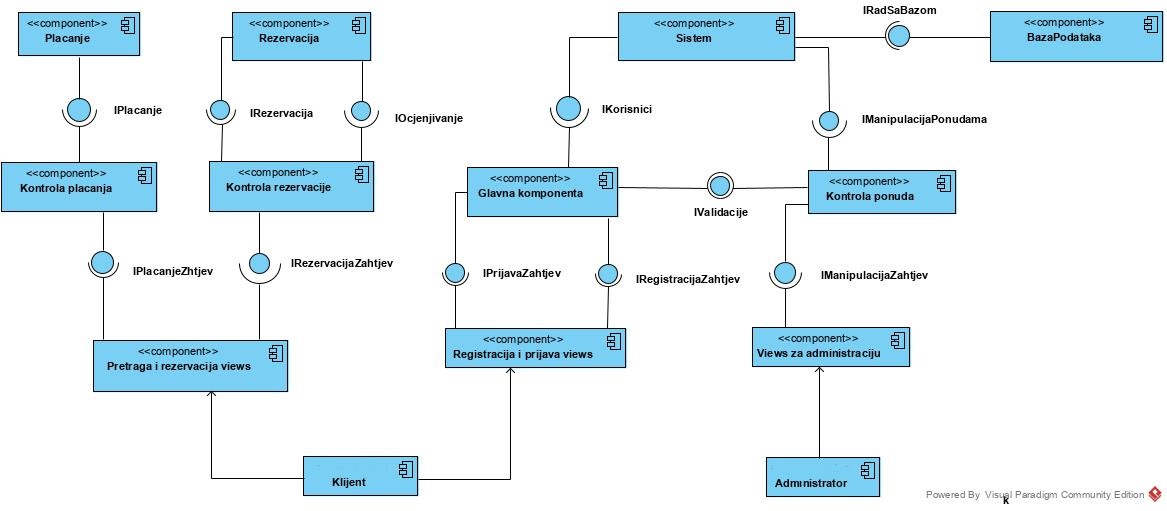 <<component>>
Placanje
<<component>>
Rezervacija
<<component>>
Sistem
IRadSaBazom
<<component>>
BazaPodataka
IPlacanje
IRezervacija
IOcjenjivanje
IKorisnici
IManipulacijaPonudama
<<component>>
Kontrola placanja
<<component>>
Kontrola rezervacije
<<component>>
Glavna komponenta
IValidacije
<<component>>
Kontrola ponuda
IPlacanjeZhtjev
IRezervacijaZahtjev
IPrijavaZahtjev
IRegistracijaZahtjev
IManipulacijaZahtjev
<<component>>
Pretraga i rezervacija views
<<component>>
Registracija i prijava views
<<component>>
Views za administraciju
Klijent
Administrator
Powered By Visual Paradigm Community Edition
k